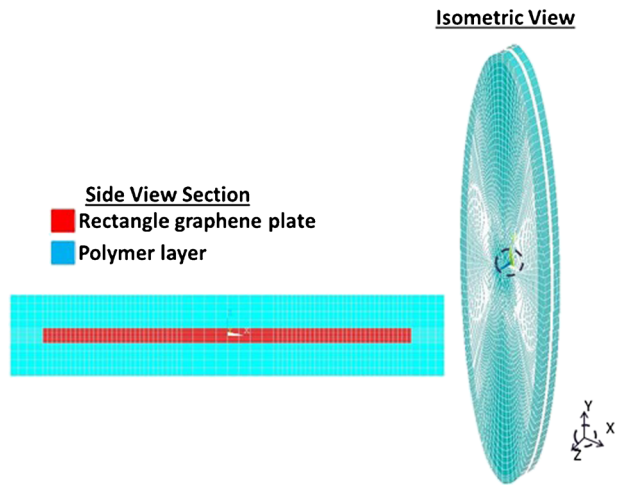 Isometric View
Side View Section
Rectangle graphene plate
Polymer layer
Y
X
Z